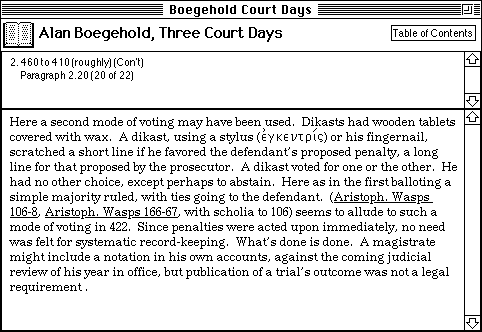 Boegehold Court Days
Alan Boegehold, Three Court Days
Table of Contents
2. 460 to 410 (roughly) (Con't)
Paragraph 2.20 (20 of 22)
Here a second mode of voting may have been used. Dikasts had wooden tablets
covered with wax. A dikast, using a stylus (ἐγκεντρίς) or his fingernail,
scratched a short line if he favored the defendant's proposed penalty, a long
line for that proposed by the prosecutor. A dikast voted for one or the other. He
had no other choice, except perhaps to abstain. Here as in the first balloting a
simple majority ruled, with ties going to the defendant. (Aristoph. Wasps
106-8, Aristoph. Wasps 166-67, with scholia to 106) seems to allude to such a
mode of voting in 422. Since penalties were acted upon immediately, no need
was felt for systematic record-keeping. What's done is done. A magistrate
might include a notation in his own accounts, against the coming judicial
review of his year in office, but publication of a trial's outcome was not a legal
requirement .